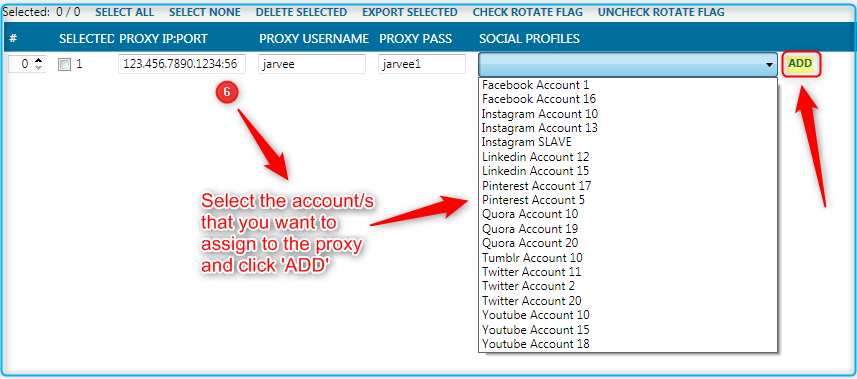 Selected: 0 / 0 SELECT ALL SELECT NONE DELETE SELECTED EXPORT SELECTED CHECK ROTATE FLAG UNCHECK ROTATE FLAG
# SELECTED PROXY IP:PORT PROXY USERNAME PROXY PASS SOCIAL PROFILES
0 1 123.456.7890.1234:56 jarvee jarvee1 ADD
6
Select the account/s
that you want to
assign to the proxy
and click 'ADD'
Facebook Account 1
Facebook Account 16
Instagram Account 10
Instagram Account 13
Instagram SLAVE
Linkedin Account 12
Linkedin Account 15
Pinterest Account 17
Pinterest Account 5
Quora Account 10
Quora Account 19
Quora Account 20
Tumblr Account 10
Twitter Account 11
Twitter Account 2
Twitter Account 20
Youtube Account 10
Youtube Account 15
Youtube Account 18